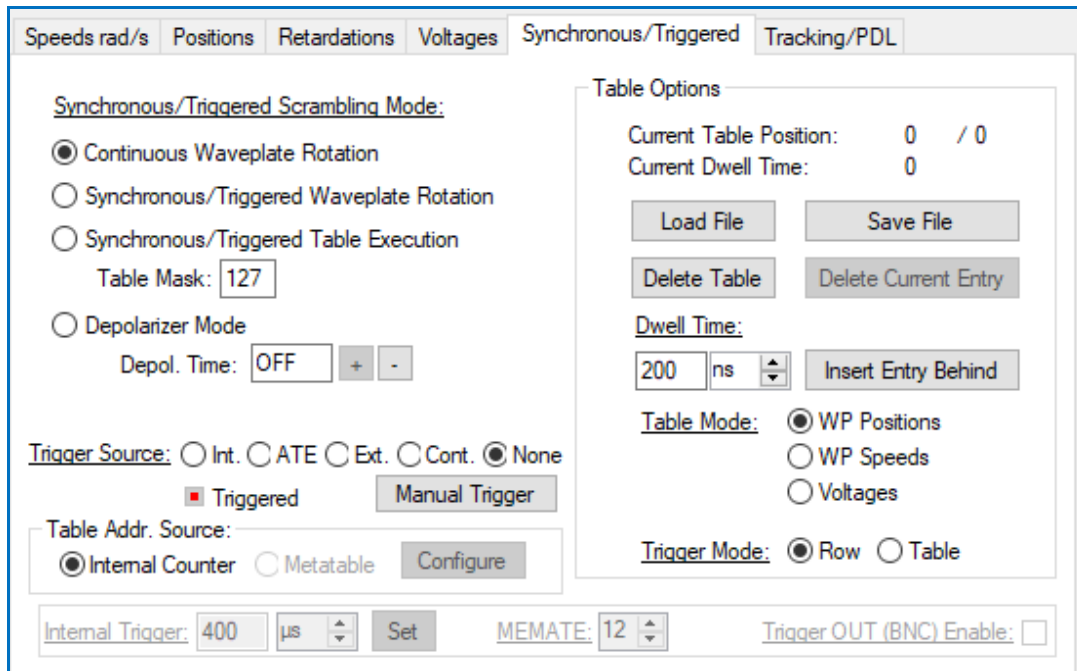 Speeds rad/s Positions Retardations Voltages Synchronous/Triggered Tracking/PDL
Synchronous/Triggered Scrambling Mode:
Continuous Waveplate Rotation
Synchronous/Triggered Waveplate Rotation
Synchronous/Triggered Table Execution
Table Mask: 127
Depolarizer Mode
Depol. Time: OFF + -
Trigger Source: Int. ATE Ext. Cont. None
Triggered Manual Trigger
Table Addr. Source:
Internal Counter Metatable Configure
Table Options
Current Table Position: 0 / 0
Current Dwell Time: 0
Load File Save File
Delete Table Delete Current Entry
Dwell Time:
200 ns Insert Entry Behind
Table Mode: WP Positions
WP Speeds
Voltages
Trigger Mode: Row Table
Internal Trigger: 400 µs Set MEMATE: 12 Trigger OUT (BNC) Enable: